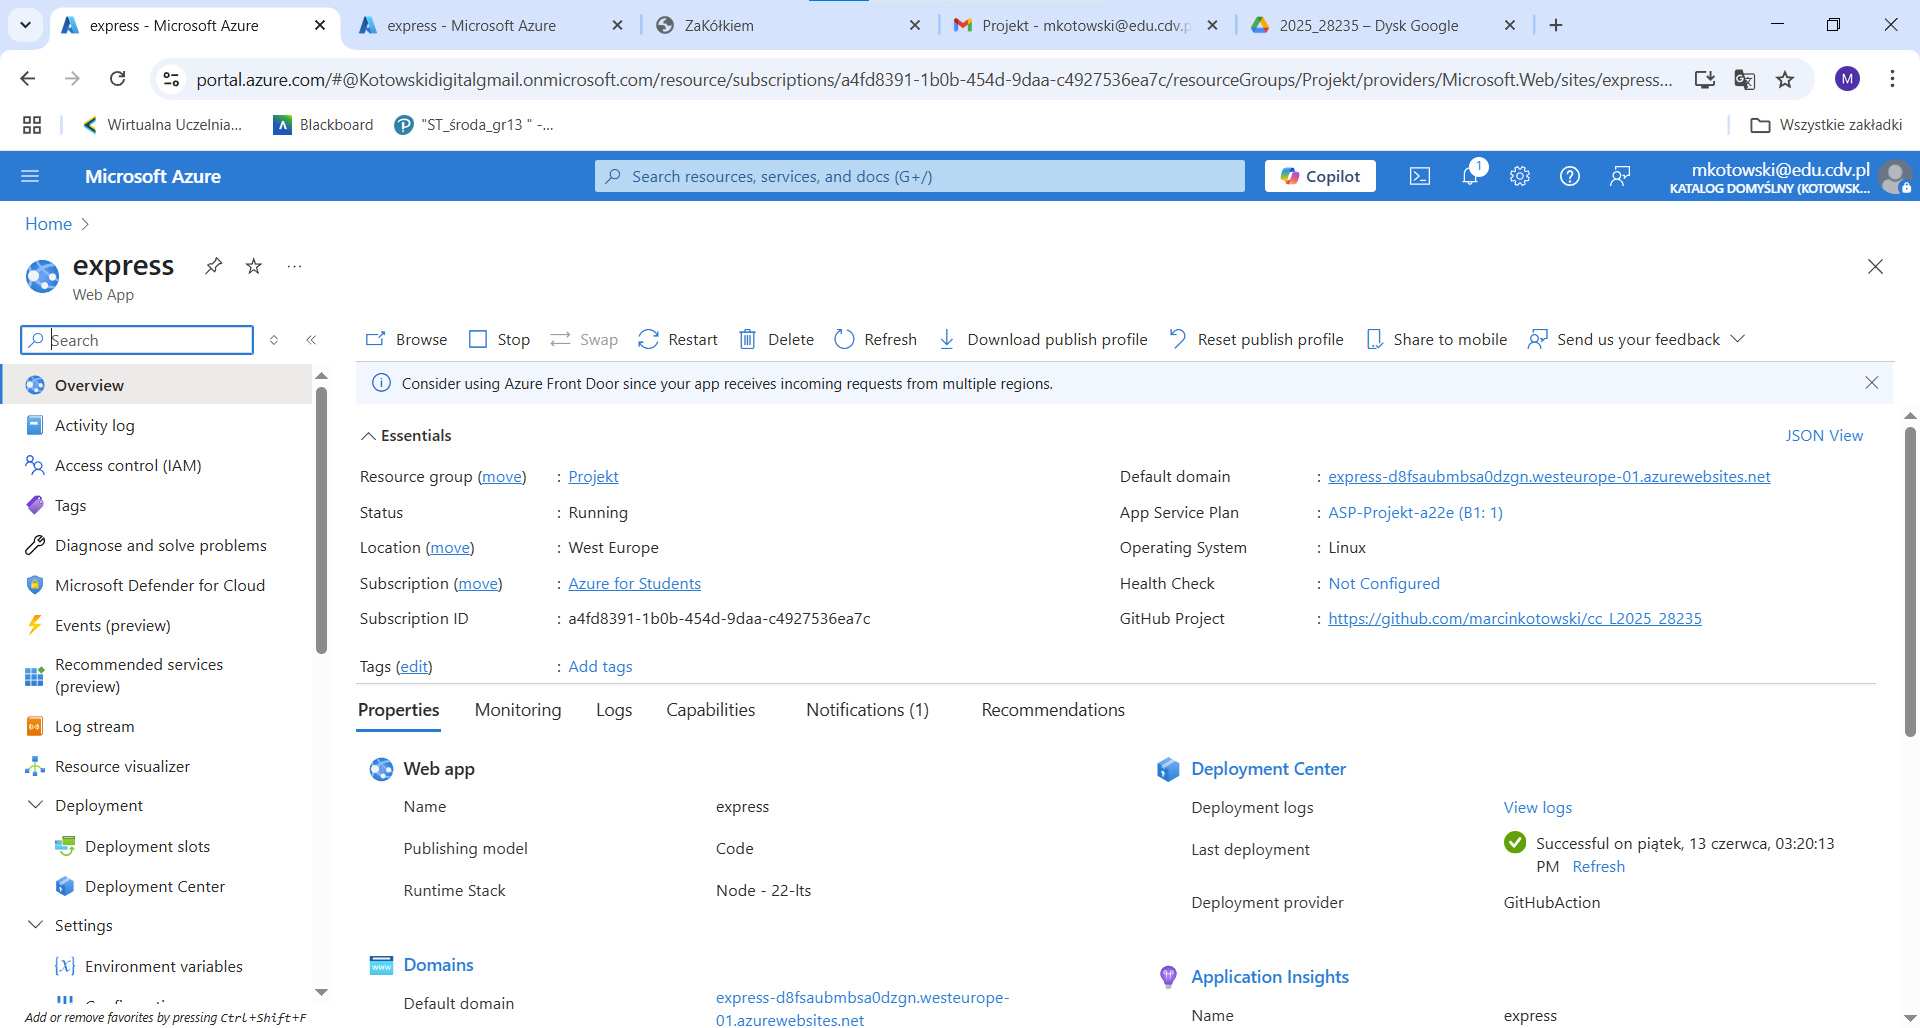 express - Microsoft Azure
express - Microsoft Azure
ZaKółkiem
Projekt - mkotowski@edu.cdv.p
2025_28235 – Dysk Google
portal.azure.com/#@Kotowskidigitalgmail.onmicrosoft.com/resource/subscriptions/a4fd8391-1b0b-454d-9daa-c4927536ea7c/resourceGroups/Projekt/providers/Microsoft.Web/sites/express...
M
Wirtualna Uczelnia...
Blackboard
"ST_środa_gr13 " -...
Wszystkie zakładki
Microsoft Azure
Search resources, services, and docs (G+/)
Copilot
1
mkotowski@edu.cdv.pl
KATALOG DOMYŚLNY (KOTOWSK...
Home
express
Web App
Search
Browse
Stop
Swap
Restart
Delete
Refresh
Download publish profile
Reset publish profile
Share to mobile
Send us your feedback
Consider using Azure Front Door since your app receives incoming requests from multiple regions.
Overview
Activity log
Access control (IAM)
Tags
Diagnose and solve problems
Microsoft Defender for Cloud
Events (preview)
Recommended services
(preview)
Log stream
Resource visualizer
Deployment
Deployment slots
Deployment Center
Settings
Environment variables
Add or remove favorites by pressing Ctrl+Shift+F
Essentials
JSON View
Resource group (move) : Projekt
Status : Running
Location (move) : West Europe
Subscription (move) : Azure for Students
Subscription ID : a4fd8391-1b0b-454d-9daa-c4927536ea7c
Tags (edit) : Add tags
Default domain : express-d8fsaubmbsa0dzgn.westeurope-01.azurewebsites.net
App Service Plan : ASP-Projekt-a22e (B1: 1)
Operating System : Linux
Health Check : Not Configured
GitHub Project : https://github.com/marcinkotowski/cc_L2025_28235
Properties
Monitoring
Logs
Capabilities
Notifications (1)
Recommendations
Web app
Name express
Publishing model Code
Runtime Stack Node - 22-lts
Domains
Default domain express-d8fsaubmbsa0dzgn.westeurope-
01.azurewebsites.net
Deployment Center
Deployment logs View logs
Last deployment Successful on piątek, 13 czerwca, 03:20:13
PM Refresh
Deployment provider GitHubAction
Application Insights
Name express